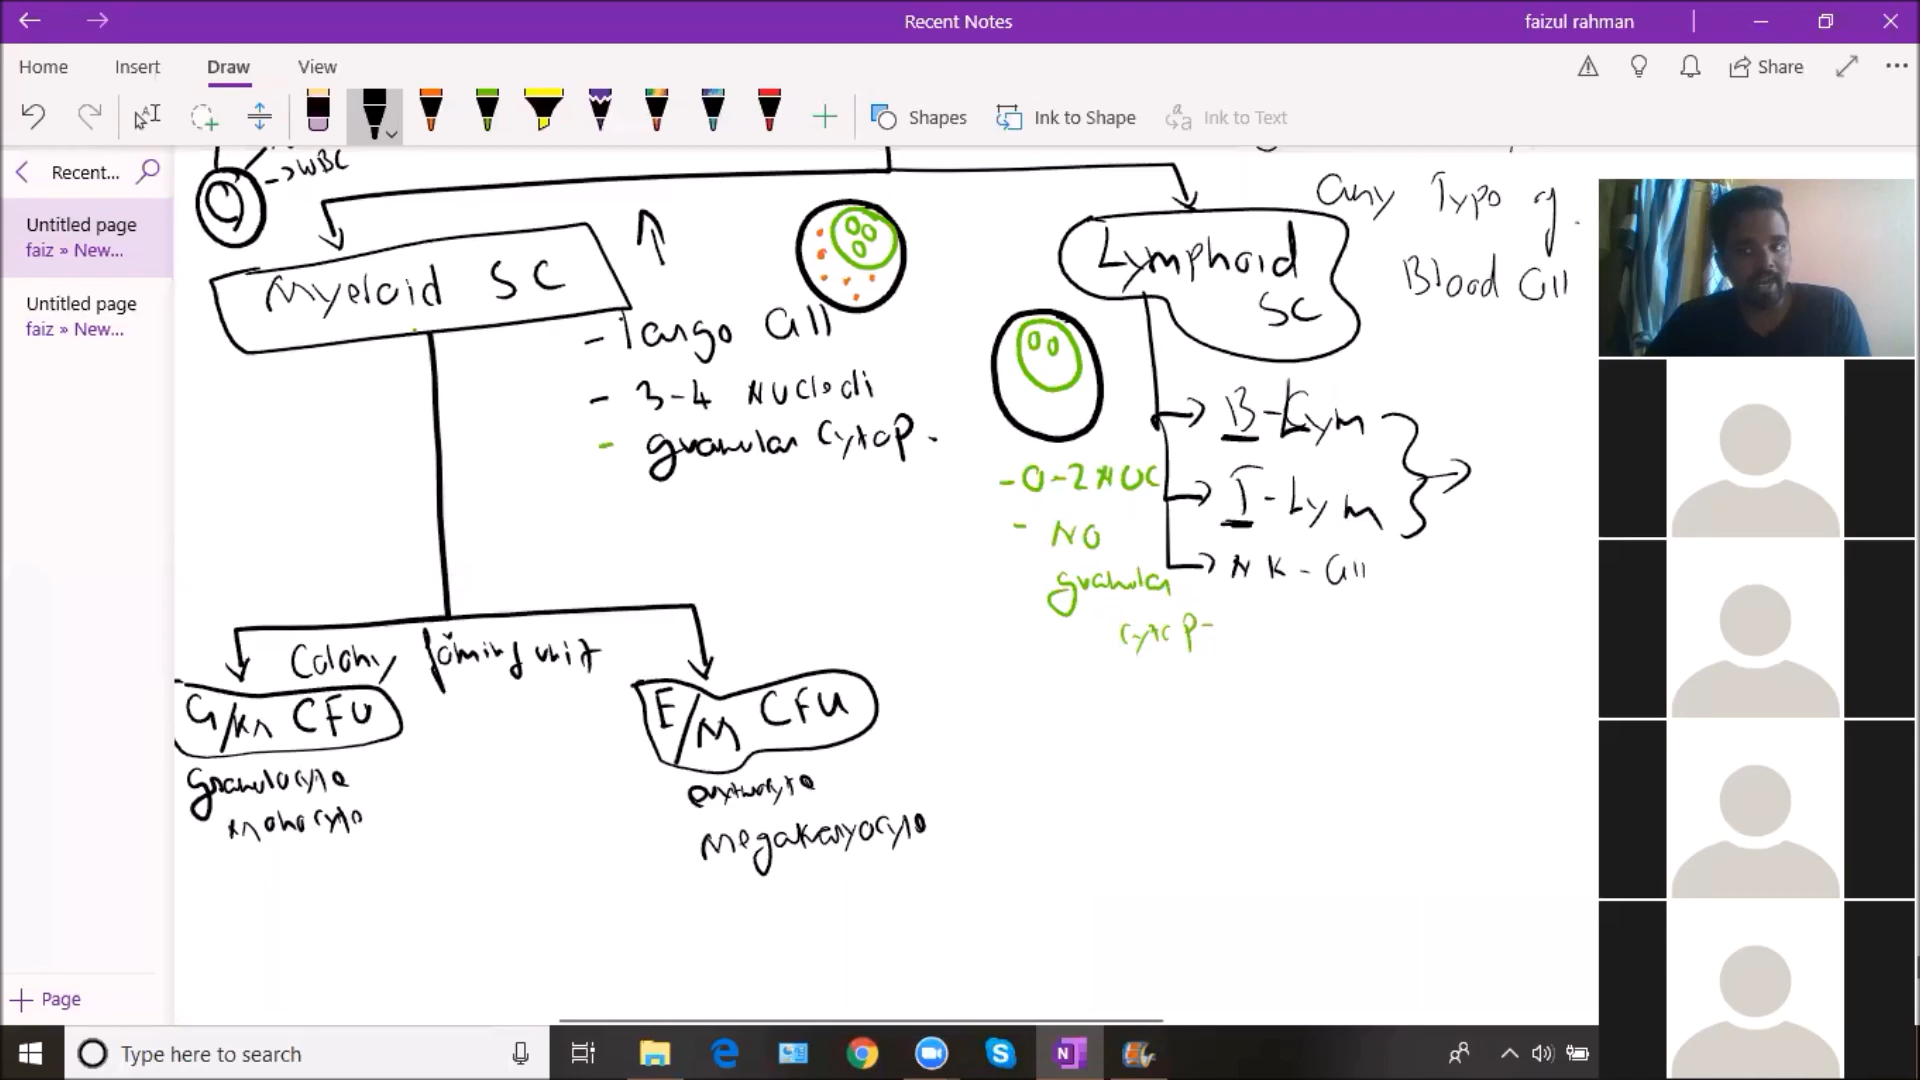 Recent Notes
faizul rahman
Home
Insert
Draw
View
Share
Shapes
Ink to Shape
Ink to Text
Recent...
Untitled page
faiz » New...
Untitled page
faiz » New...
Page
->WBC
Myeloid SC
Lymphoid
SC
any Type of
Blood Cell
- Large Cell
- 3-4 Nucleoli
- granular Cytop.
- 0-2 NUC
- NO
granular
cytop-
B-Lym
T-Lym
NK-Cell
Colony forming unit
G/m CFU
Granulocyte
monocyte
E/M CFU
erythrocyte
Megakaryocyte
Type here to search